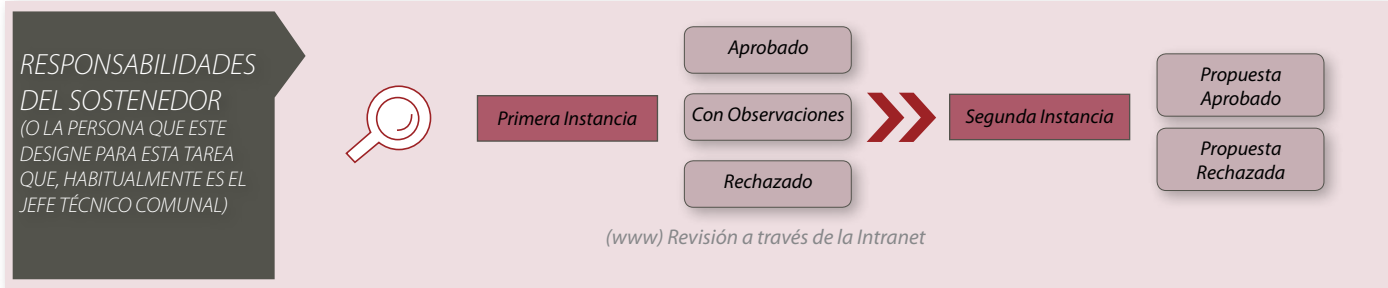 RESPONSABILIDADES
DEL SOSTENEDOR
(O LA PERSONA QUE ESTE
DESIGNE PARA ESTA TAREA
QUE, HABITUALMENTE ES EL
JEFE TÉCNICO COMUNAL)
Primera Instancia
Aprobado
Con Observaciones
Rechazado
Segunda Instancia
Propuesta
Aprobado
Propuesta
Rechazada
(www) Revisión a través de la Intranet